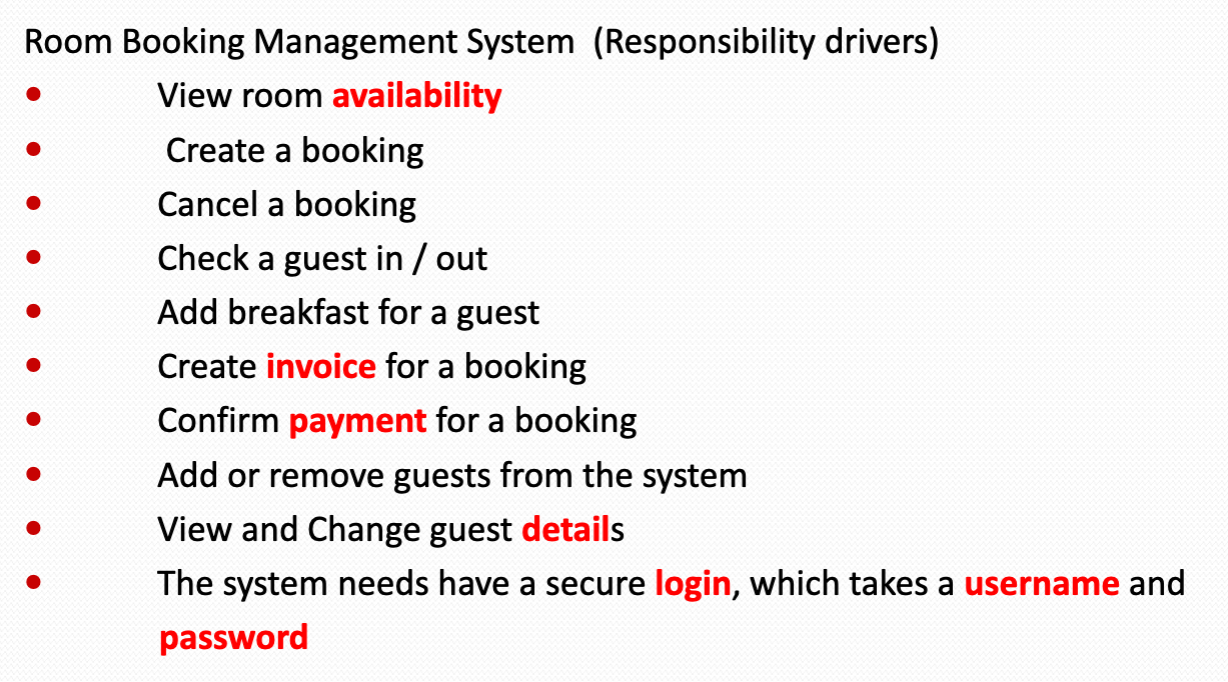 Room Booking Management System  (Responsibility drivers)
• View room availability
• Create a booking
• Cancel a booking
• Check a guest in / out
• Add breakfast for a guest
• Create invoice for a booking
• Confirm payment for a booking
• Add or remove guests from the system
• View and Change guest details
• The system needs have a secure login, which takes a username and
password